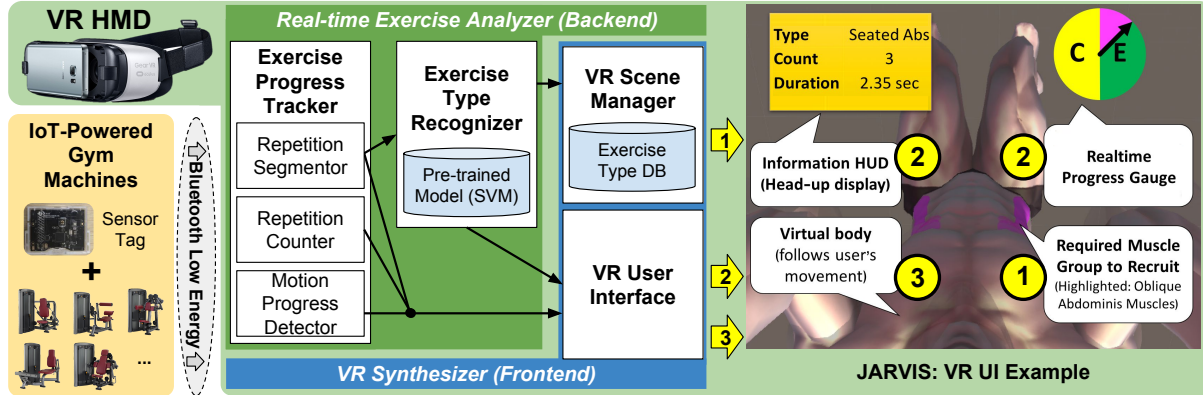 VR HMD
IoT-Powered
Gym
Machines
Sensor
Tag
+
...
Bluetooth Low Energy
Real-time Exercise Analyzer (Backend)
Exercise
Progress
Tracker
Repetition
Segmentor
Repetition
Counter
Motion
Progress
Detector
Exercise
Type
Recognizer
Pre-trained
Model (SVM)
VR Scene
Manager
Exercise
Type DB
VR User
Interface
VR Synthesizer (Frontend)
1
2
3
Type Seated Abs
Count 3
Duration 2.35 sec
C E
Information HUD
(Head-up display)
2
2
Realtime
Progress Gauge
Virtual body
(follows user's
movement)
3
1
Required Muscle
Group to Recruit
(Highlighted: Oblique
Abdominis Muscles)
JARVIS: VR UI Example